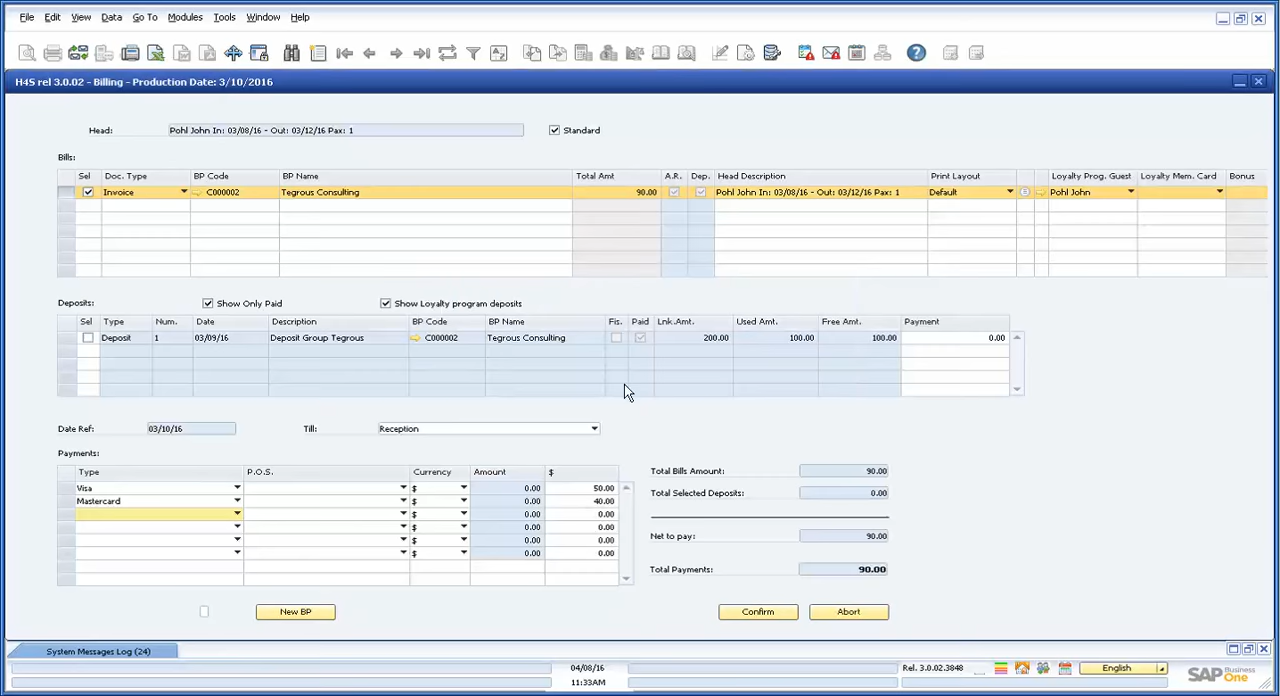 File Edit View Data Go To Modules Tools Window Help
H4S rel 3.0.02 - Billing - Production Date: 3/10/2016
Head: Pohl John In: 03/08/16 - Out: 03/12/16 Pax: 1 Standard
Bills:
Sel Doc. Type BP Code BP Name Total Amt A.R. Dep. Head Description Print Layout Loyalty Prog. Guest Loyalty Mem. Card Bonus
Invoice C000002 Tegrous Consulting 90.00 Pohl John In: 03/08/16 - Out: 03/12/16 Pax: 1 Default Pohl John
Deposits: Show Only Paid Show Loyalty program deposits
Sel Type Num. Date Description BP Code BP Name Fis. Paid Lnk.Amt. Used Amt. Free Amt. Payment
Deposit 1 03/09/16 Deposit Group Tegrous C000002 Tegrous Consulting 200.00 100.00 100.00 0.00
Date Ref: 03/10/16 Till: Reception
Payments:
Type P.O.S. Currency Amount $
Visa $ 0.00 50.00
Mastercard $ 0.00 40.00
$ 0.00 0.00
$ 0.00 0.00
$ 0.00 0.00
$ 0.00 0.00
Total Bills Amount: 90.00
Total Selected Deposits: 0.00
Net to pay: 90.00
Total Payments: 90.00
New BP Confirm Abort
System Messages Log (24)
04/08/16 Rel. 3.0.02.3848 English
11:33AM
SAP Business One